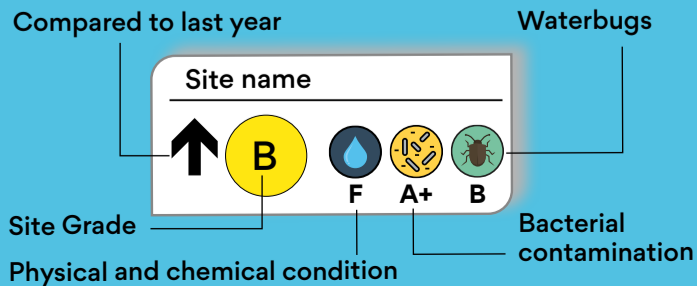 Compared to last year
Waterbugs
Site name
B
F
A+
B
Site Grade
Bacterial
contamination
Physical and chemical condition